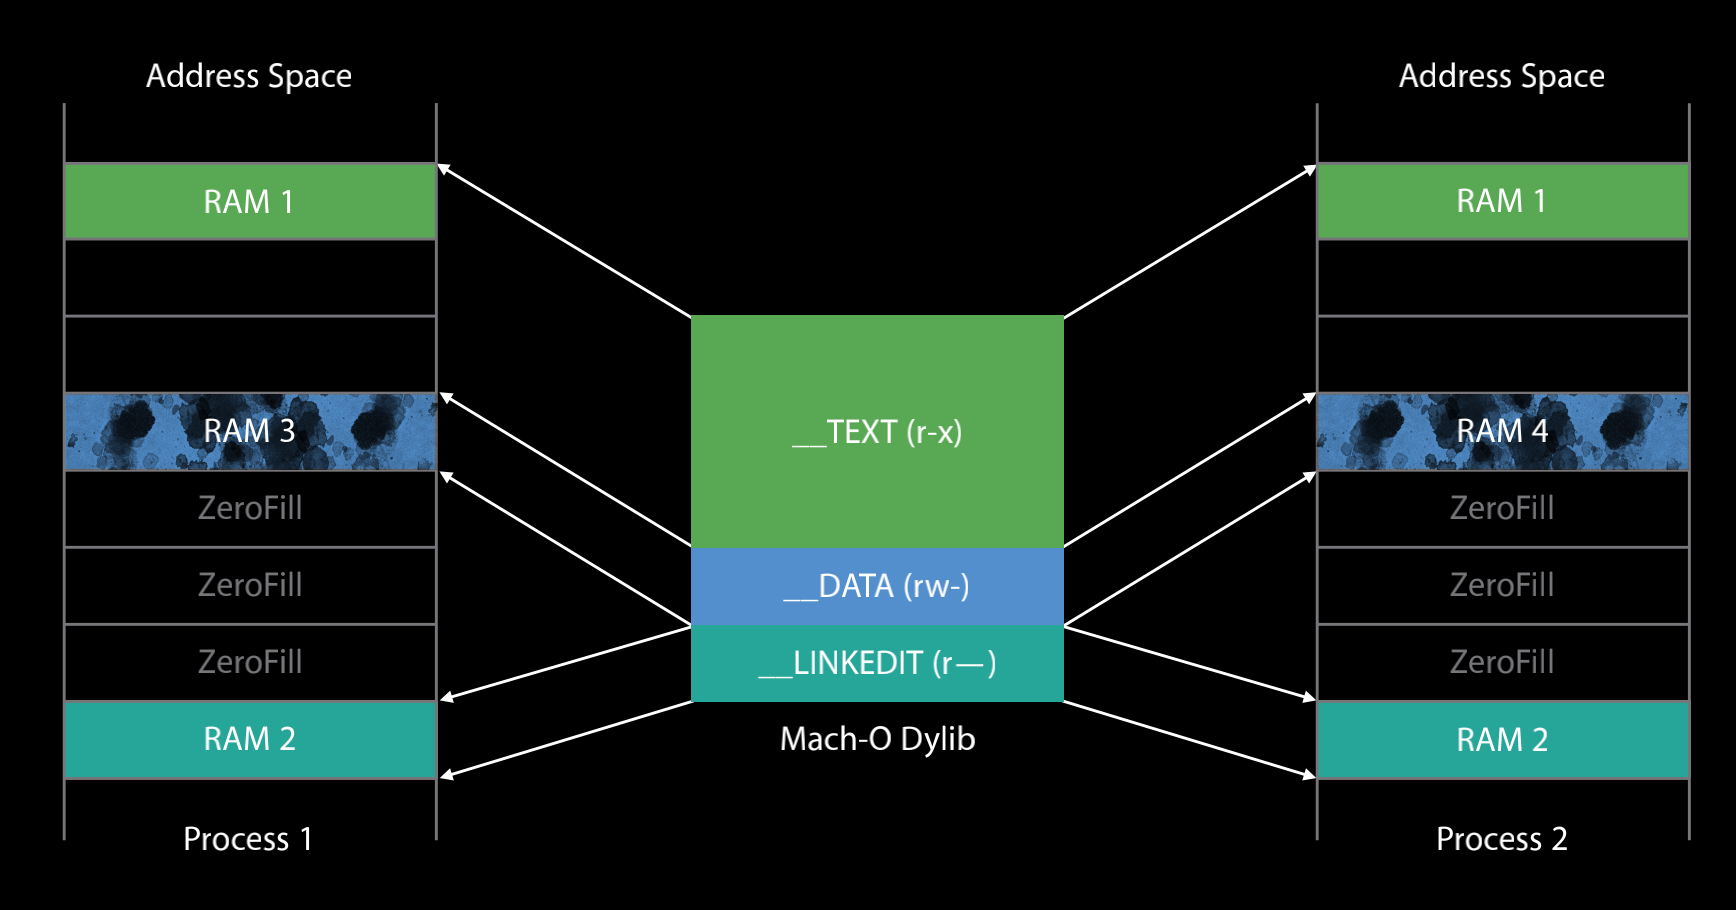 Address Space
RAM 1
RAM 3
ZeroFill
ZeroFill
ZeroFill
RAM 2
Process 1
__TEXT (r-x)
__DATA (rw-)
__LINKEDIT (r—)
Mach-O Dylib
Address Space
RAM 1
RAM 4
ZeroFill
ZeroFill
ZeroFill
RAM 2
Process 2